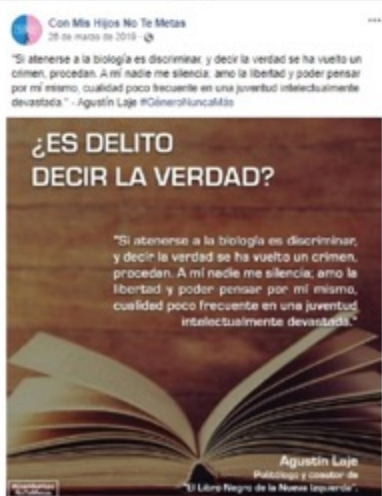 Con Mis Hijos No Te Metas
26 de marzo de 2019
"Si atenerse a la biología es discriminar, y decir la verdad se ha vuelto un
crimen, procedan. A mí nadie me silencia; amo la libertad y poder pensar
por mí mismo, cualidad poco frecuente en una juventud intelectualmente
devastada." - Agustín Laje #GéneroNuncaMás
¿ES DELITO
DECIR LA VERDAD?
"Si atenerse a la biología es discriminar,
y decir la verdad se ha vuelto un crimen,
procedan. A mí nadie me silencia; amo la
libertad y poder pensar por mí mismo,
cualidad poco frecuente en una juventud
intelectualmente devastada."
Agustín Laje
Politólogo y coautor de
"El Libro Negro de la Nueva Izquierda".